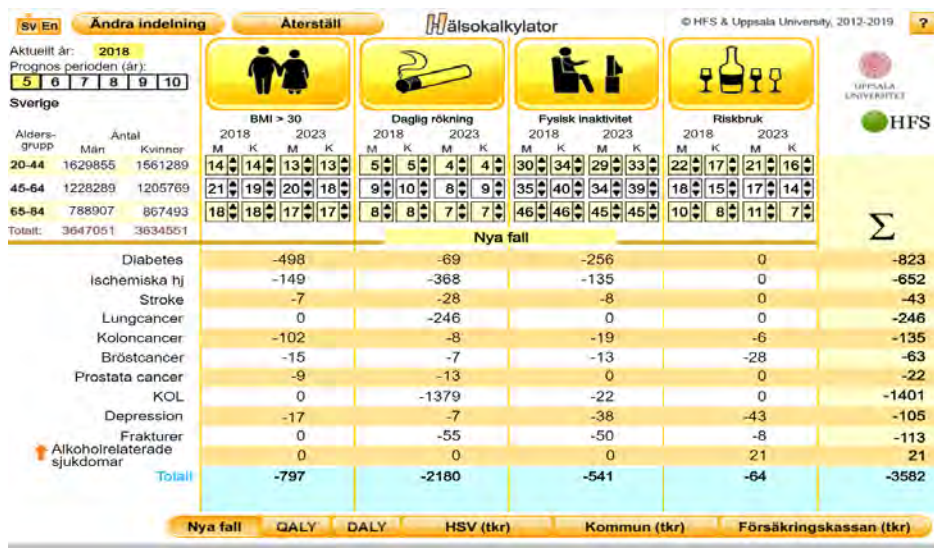 Sv En Ändra indelning Återställ Hälsokalkylator © HFS & Uppsala University, 2012-2019 ?
Aktuellt år: 2018
Prognos perioden (år):
5 6 7 8 9 10
Sverige
UPPSALA
UNIVERSITET
HFS
BMI > 30 Daglig rökning Fysisk inaktivitet Riskbruk
Ålders- Antal 2018 2023 2018 2023 2018 2023 2018 2023
grupp Män Kvinnor M K M K M K M K M K M K M K M K
20-44 1629855 1561289 14 14 13 13 5 5 4 4 30 34 29 33 22 17 21 16
45-64 1228289 1205769 21 19 20 18 9 10 8 9 35 40 34 39 18 15 17 14
65-84 788907 867493 18 18 17 17 8 8 7 7 46 46 45 45 10 8 11 7
Totalt: 3647051 3634551 Nya fall Σ
Diabetes -498 -69 -256 0 -823
Ischemiska hj -149 -368 -135 0 -652
Stroke -7 -28 -8 0 -43
Lungcancer 0 -246 0 0 -246
Koloncancer -102 -8 -19 -6 -135
Bröstcancer -15 -7 -13 -28 -63
Prostata cancer -9 -13 0 0 -22
KOL 0 -1379 -22 0 -1401
Depression -17 -7 -38 -43 -105
Frakturer 0 -55 -50 -8 -113
Alkoholrelaterade
sjukdomar 0 0 0 21 21
Totalt -797 -2180 -541 -64 -3582
Nya fall QALY DALY HSV (tkr) Kommun (tkr) Försäkringskassan (tkr)